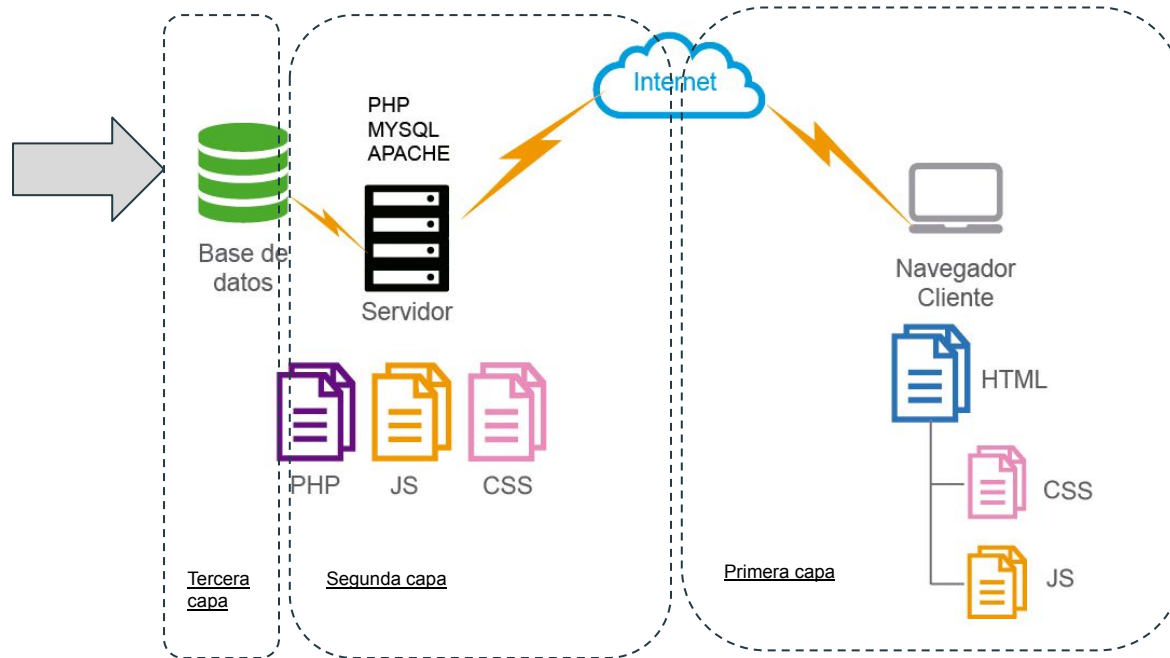 Internet
PHP
MYSQL
APACHE
Base de
datos
Servidor
Navegador
Cliente
HTML
PHP
JS
CSS
CSS
JS
Tercera
capa
Segunda capa
Primera capa